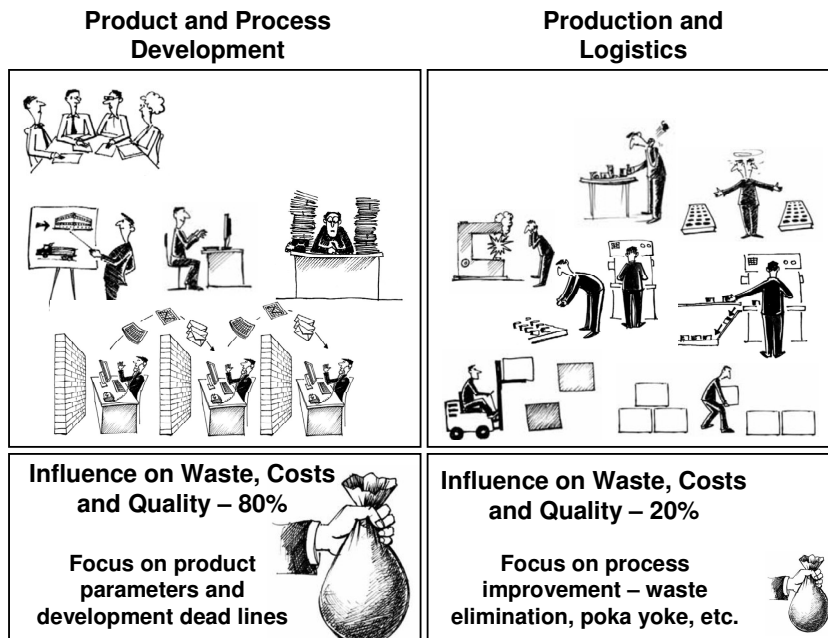 Product and Process
Development
Production and
Logistics
Influence on Waste, Costs
and Quality – 80%
Focus on product
parameters and
development dead lines
Influence on Waste, Costs
and Quality – 20%
Focus on process
improvement – waste
elimination, poka yoke, etc.